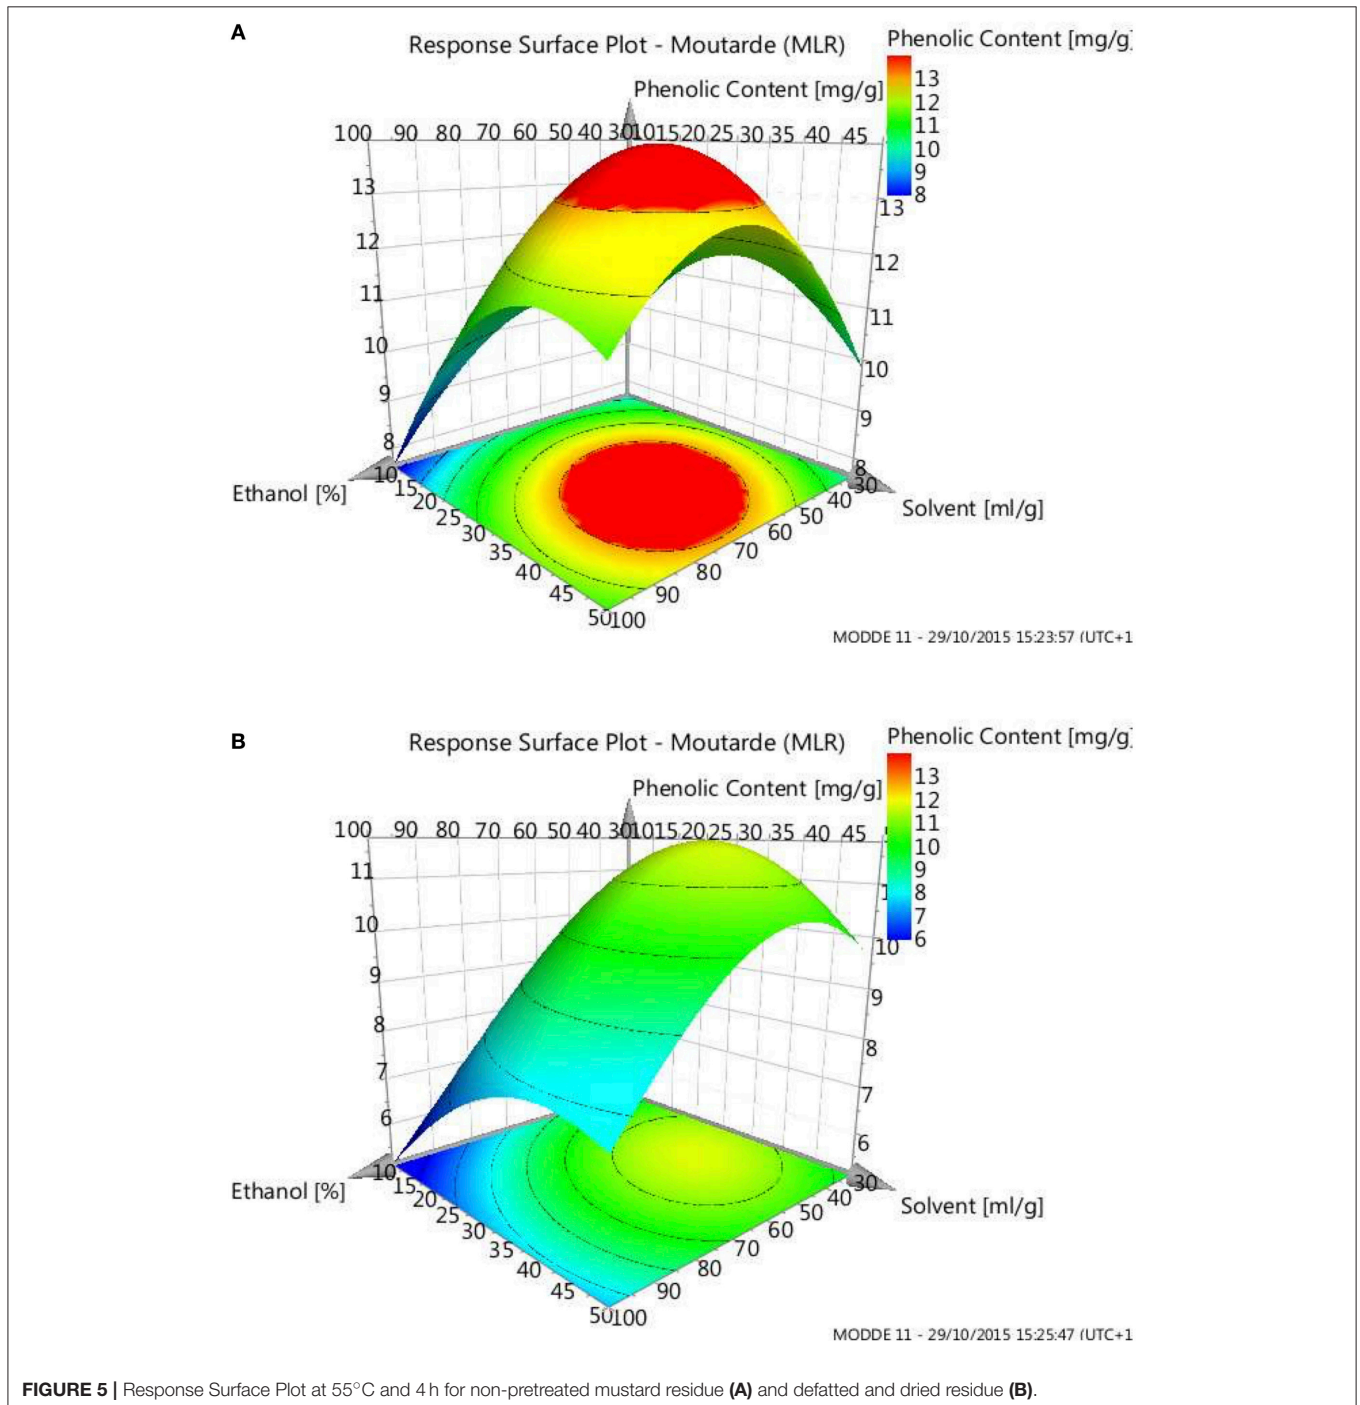 A
Response Surface Plot - Moutarde (MLR)
Phenolic Content [mg/g]
Phenolic Content [mg/g]
13
12
11
10
9
8
100 90 80 70 60 50 40 30 10 15 20 25 30 35 40 45
13
12
11
10
9
8
13
12
11
10
9
8
Ethanol [%]
10 15 20 25 30 35 40 45 50
100 90 80 70 60 50 40 30
Solvent [ml/g]
MODDE 11 - 29/10/2015 15:23:57 (UTC+1
B
Response Surface Plot - Moutarde (MLR)
Phenolic Content [mg/g]
Phenolic Content [mg/g]
13
12
11
10
9
8
7
6
100 90 80 70 60 50 40 30 10 15 20 25 30 35 40 45
11
10
9
8
7
6
10
9
8
7
6
Ethanol [%]
10 15 20 25 30 35 40 45 50
100 90 80 70 60 50 40 30
Solvent [ml/g]
MODDE 11 - 29/10/2015 15:25:47 (UTC+1
FIGURE 5 | Response Surface Plot at 55°C and 4 h for non-pretreated mustard residue (A) and defatted and dried residue (B).